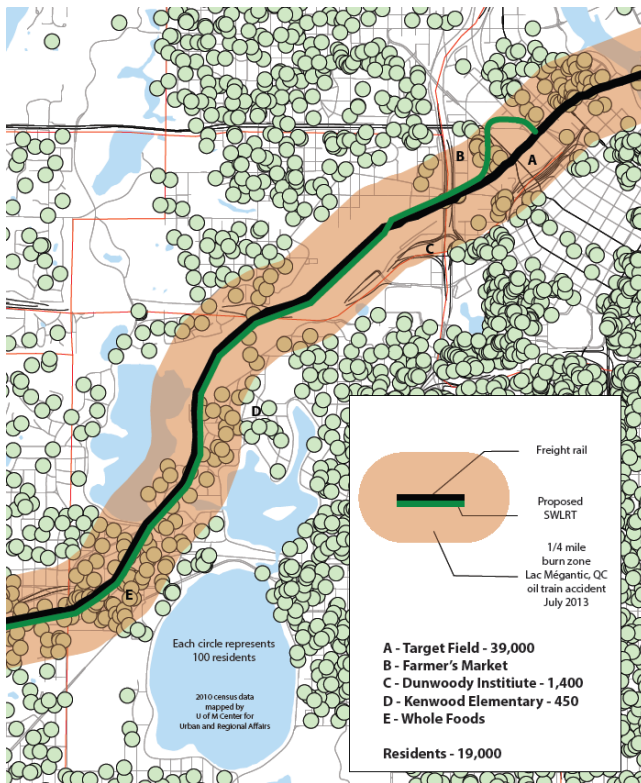 B
A
C
D
E
Each circle represents
100 residents
2010 census data
mapped by
U of M Center for
Urban and Regional Affairs
Freight rail
Proposed
SWLRT
1/4 mile
burn zone
Lac Mégantic, QC
oil train accident
July 2013
A - Target Field - 39,000
B - Farmer's Market
C - Dunwoody Institiute - 1,400
D - Kenwood Elementary - 450
E - Whole Foods
Residents - 19,000